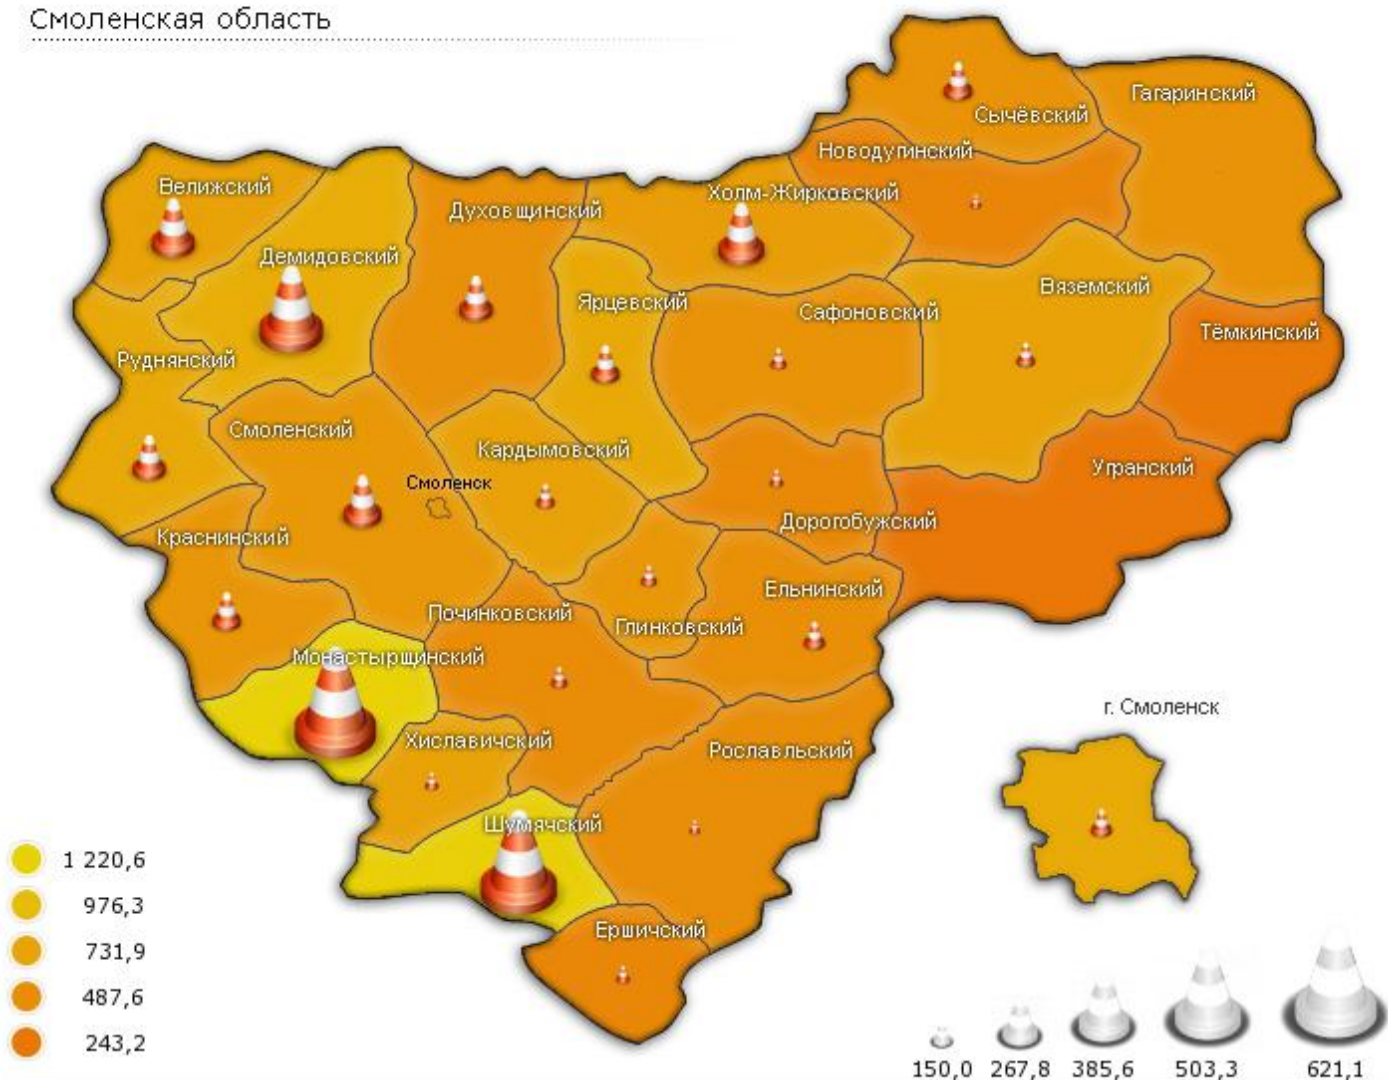 Смоленская область
Гагаринский
Сычёвский
Новодугинский
Велижский
Холм-Жирковский
Духовщинский
Демидовский
Вяземский
Ярцевский
Сафоновский
Тёмкинский
Руднянский
Смоленский
Кардымовский
Угранский
Смоленск
Дорогобужский
Краснинский
Ельнинский
Починковский
Глинковский
Монастырщинский
г. Смоленск
Хиславичский
Рославльский
Шумячский
Ершичский
1 220,6
976,3
731,9
487,6
243,2
150,0 267,8 385,6 503,3 621,1